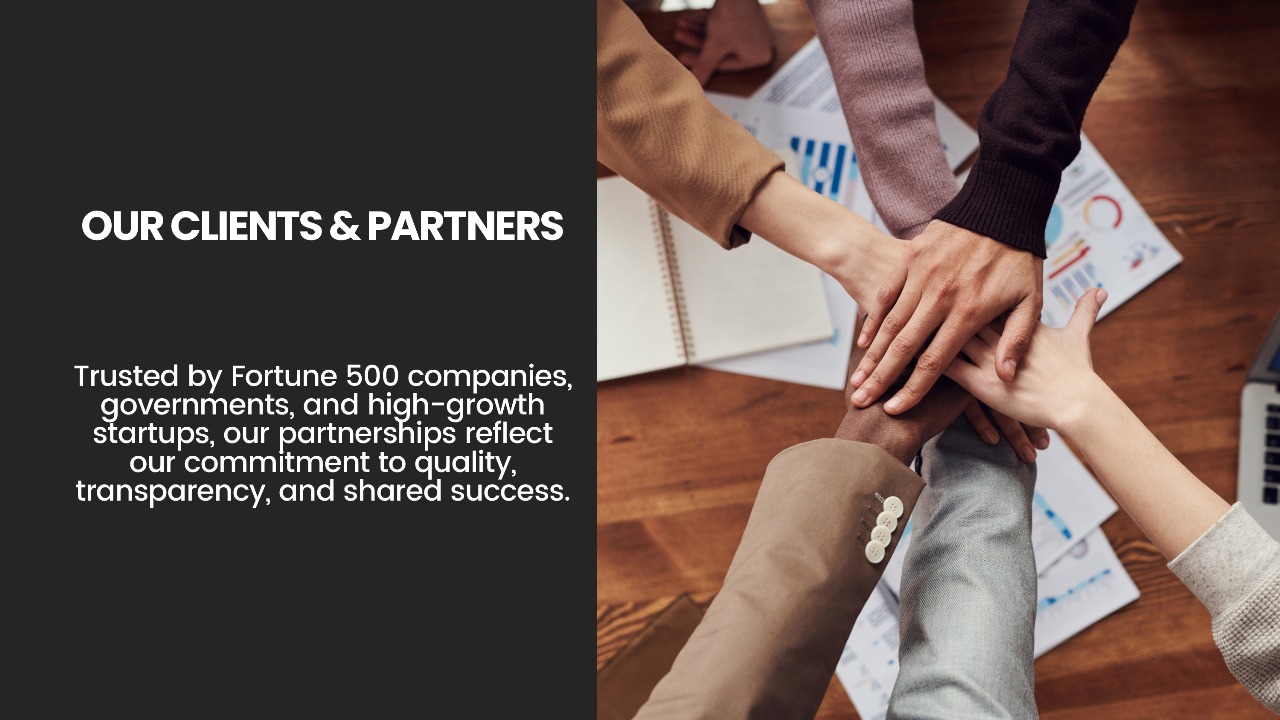 OUR CLIENTS & PARTNERS
Trusted by Fortune 500 companies,
governments, and high-growth
startups, our partnerships reflect
our commitment to quality,
transparency, and shared success.